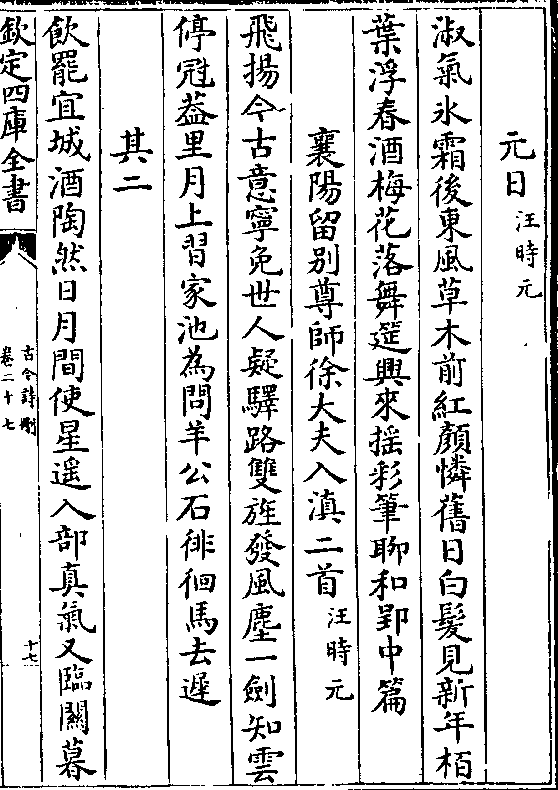 元日 汪時元
淑氣氷霜後東風草木前紅顏憐舊日白髮見新年栢
葉浮春酒梅花落舞筵興來揺彩筆聊和郢中篇
襄陽留别尊師徐大夫入滇二首 汪時元
飛揚今古意寧免世人疑驛路雙旌發風塵一劍知雲
停冠葢里月上習家池為問羊公石徘徊馬去遲
其二
飲罷宜城酒陶然日月間使星遥入部真氣又臨關暮
欽定四庫全書
古今詩衡
卷二十七
十七